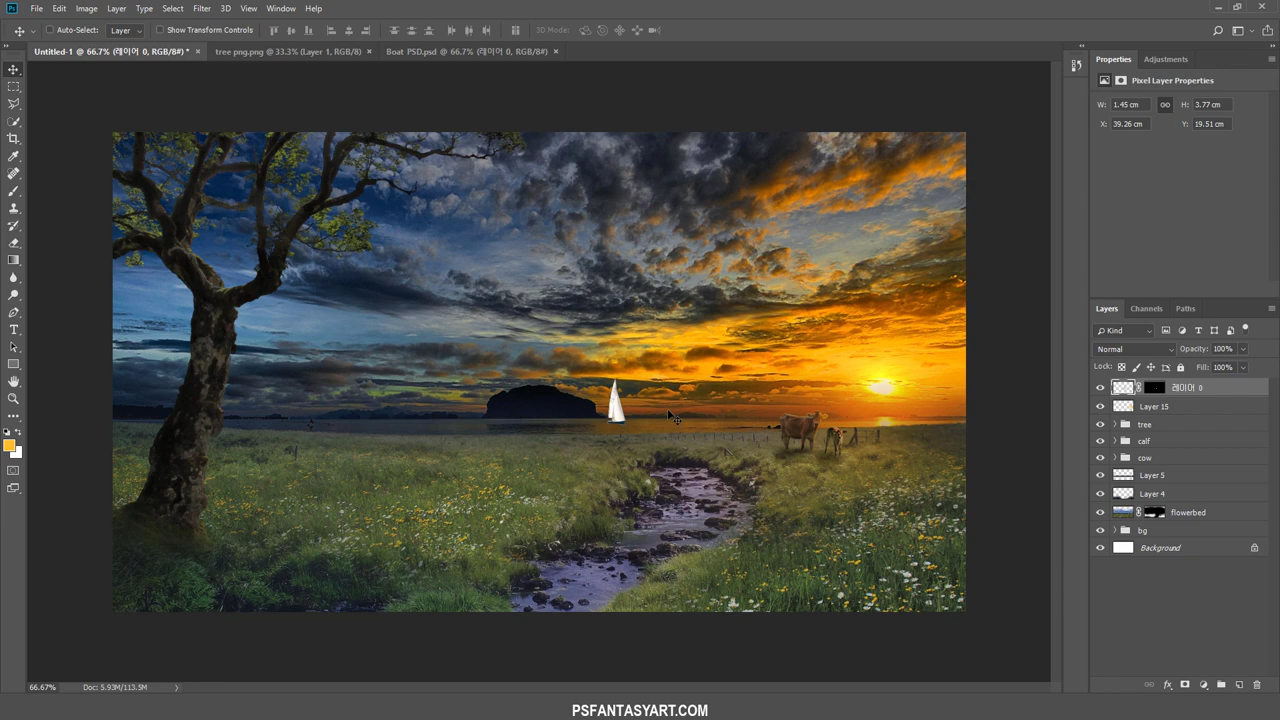 Ps File Edit Image Layer Type Select Filter 3D View Window Help
Auto-Select: Layer Show Transform Controls 3D Mode:
Untitled-1 @ 66.7% (레이어 0, RGB/8#) * × tree png.png @ 33.3% (Layer 1, RGB/8) × Boat PSD.psd @ 66.7% (레이어 0, RGB/8#) ×
Properties Adjustments
Pixel Layer Properties
W: 1.45 cm H: 3.77 cm
X: 39.26 cm Y: 19.51 cm
Layers Channels Paths
Kind
Normal Opacity: 100%
Lock: Fill: 100%
레이어 0
Layer 15
tree
calf
cow
Layer 5
Layer 4
flowerbed
bg
Background
66.67% Doc: 5.93M/113.5M
PSFANTASYART.COM